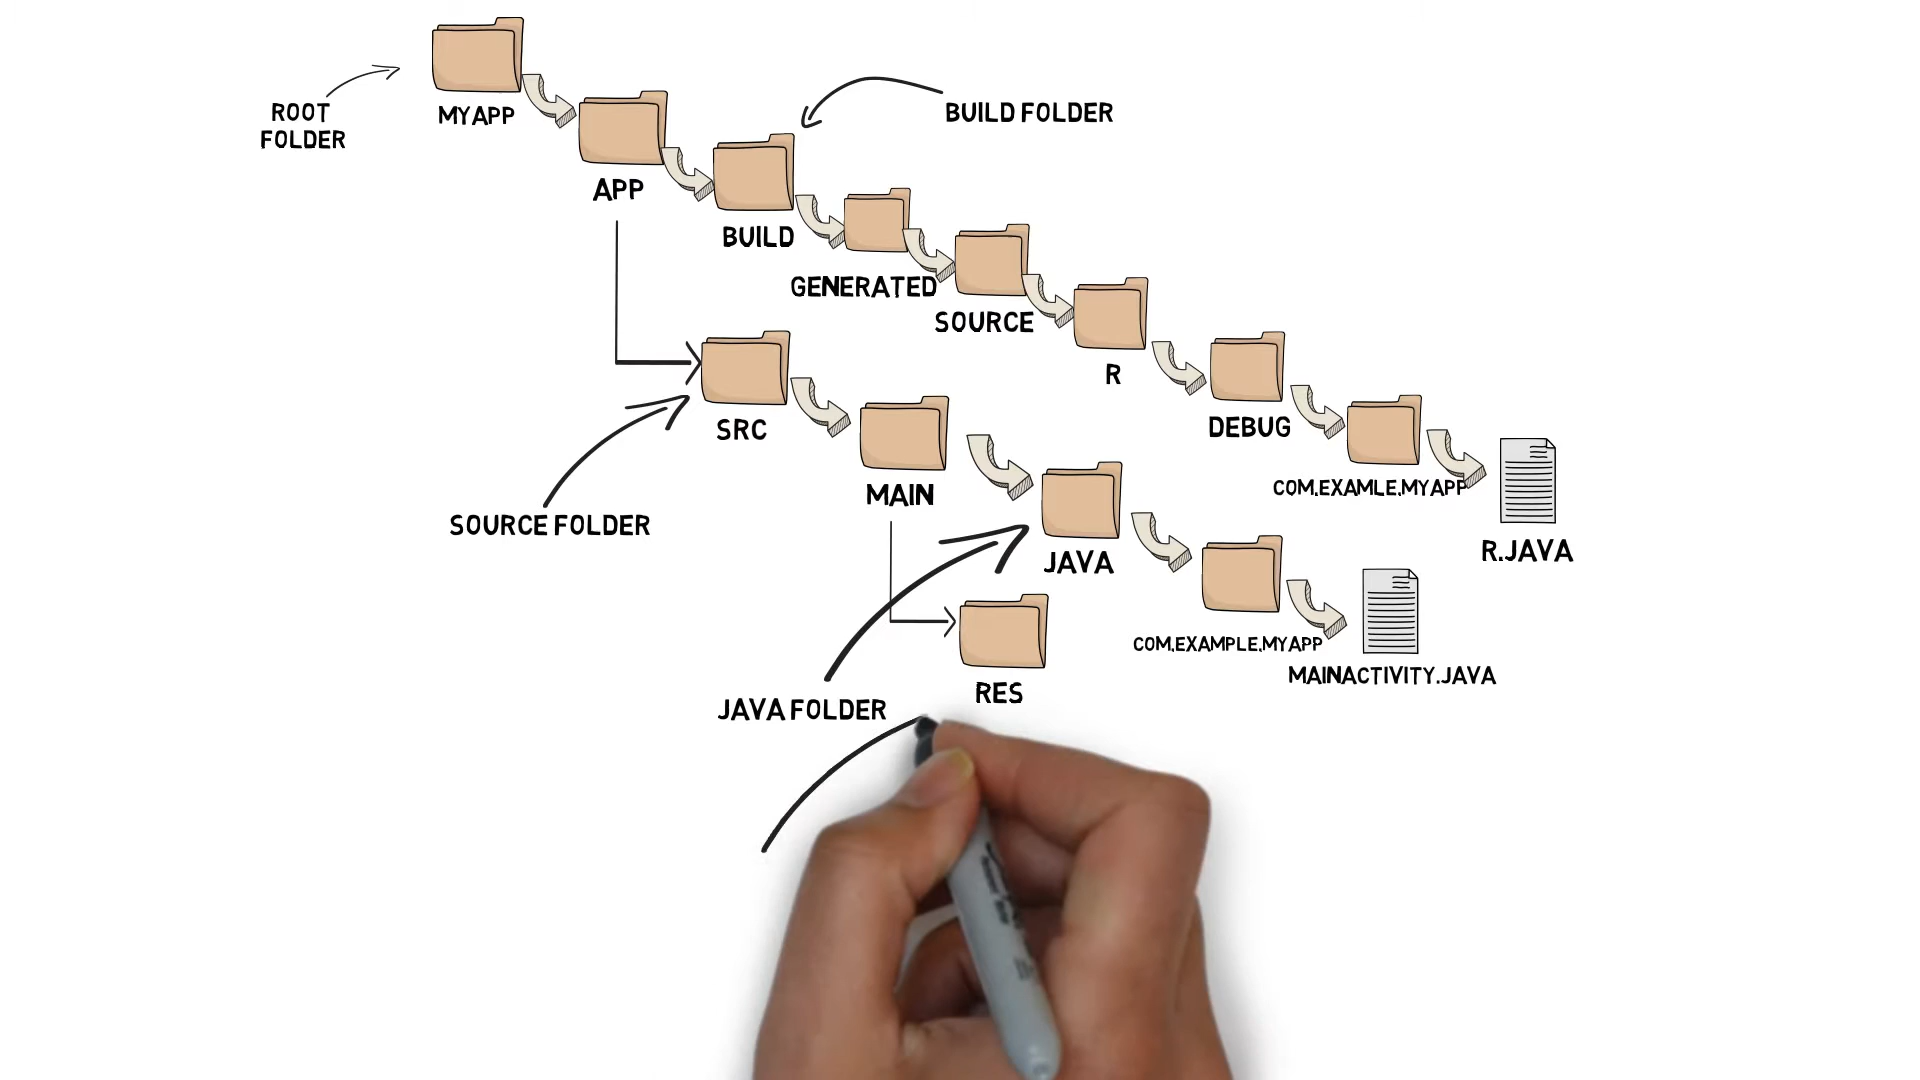 MYAPP
ROOT
FOLDER
BUILD FOLDER
APP
BUILD
GENERATED
SOURCE
R
SRC
DEBUG
COM.EXAMLE.MYAPP
MAIN
SOURCE FOLDER
R.JAVA
JAVA
COM.EXAMPLE.MYAPP
MAINACTIVITY.JAVA
RES
JAVA FOLDER